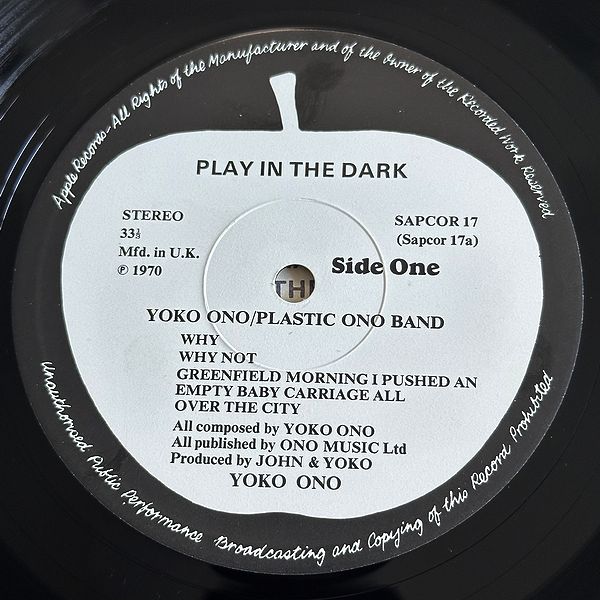 Apple Records-All Rights of the Manufacturer and of the Owner of the Recorded Work Reserved
PLAY IN THE DARK
STEREO
33⅓
Mfd. in U.K.
℗ 1970
SAPCOR 17
(Sapcor 17a)
Side One
THE
YOKO ONO/PLASTIC ONO BAND
WHY
WHY NOT
GREENFIELD MORNING I PUSHED AN
EMPTY BABY CARRIAGE ALL
OVER THE CITY
All composed by YOKO ONO
All published by ONO MUSIC Ltd
Produced by JOHN & YOKO
YOKO ONO
Unauthorised Public Performance Broadcasting and Copying of this Record Prohibited